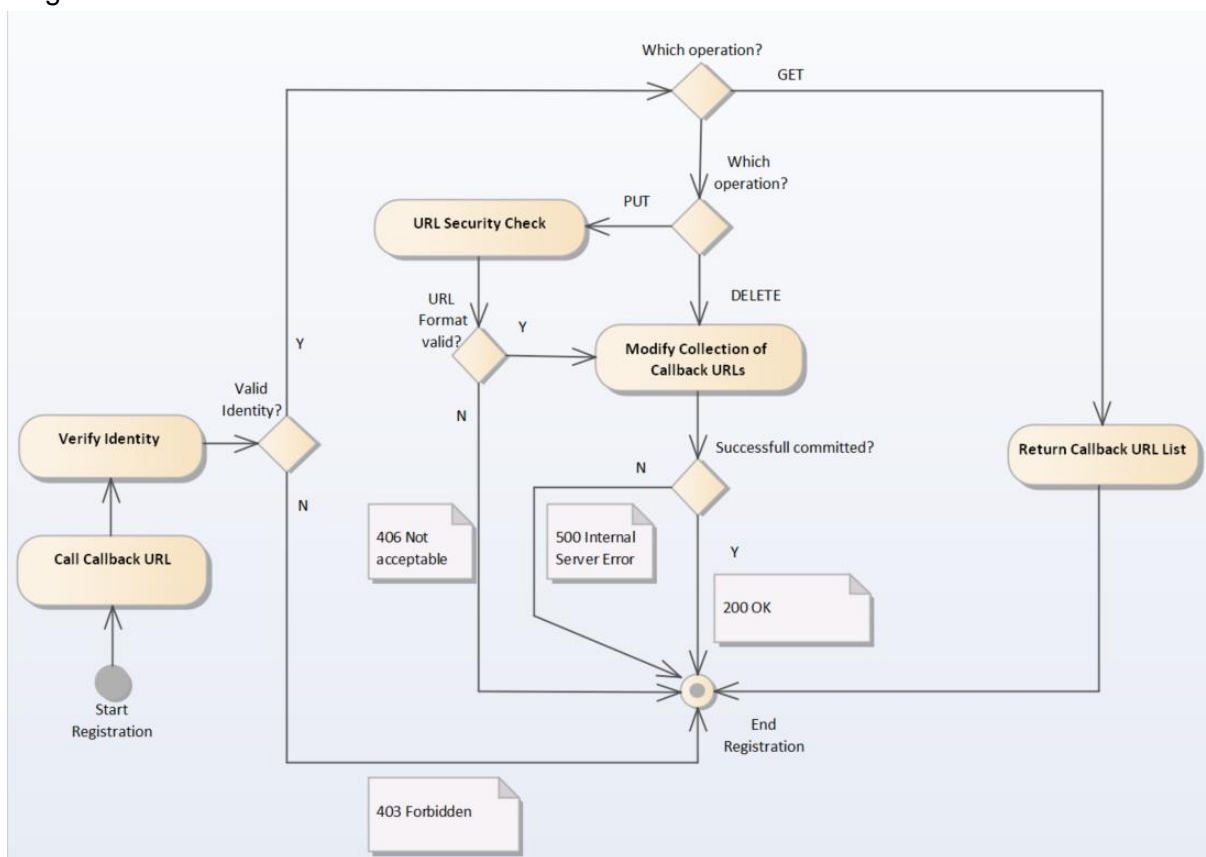 Which operation?
GET
Which
operation?
PUT
URL Security Check
DELETE
URL
Format
valid?
Y
Modify Collection of
Callback URLs
Y
Valid
Identity?
N
Verify Identity
Successfull committed?
Return Callback URL List
N
N
406 Not
acceptable
500 Internal
Server Error
Call Callback URL
Y
200 OK
Start
Registration
End
Registration
403 Forbidden